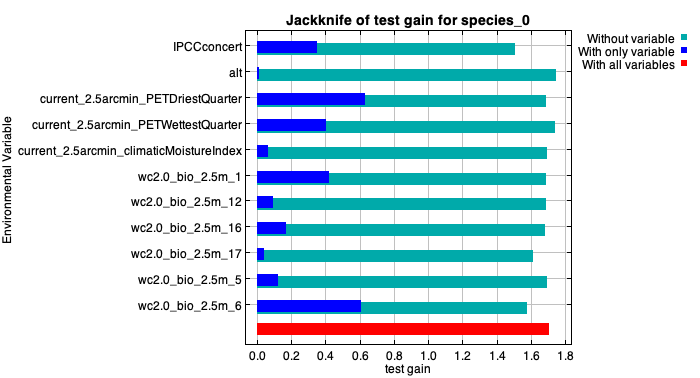 Jackknife of test gain for species_0
Without variable
With only variable
With all variables
Environmental Variable
IPCCconcert
alt
current_2.5arcmin_PETDriestQuarter
current_2.5arcmin_PETWettestQuarter
current_2.5arcmin_climaticMoistureIndex
wc2.0_bio_2.5m_1
wc2.0_bio_2.5m_12
wc2.0_bio_2.5m_16
wc2.0_bio_2.5m_17
wc2.0_bio_2.5m_5
wc2.0_bio_2.5m_6
0.0 0.2 0.4 0.6 0.8 1.0 1.2 1.4 1.6 1.8
test gain